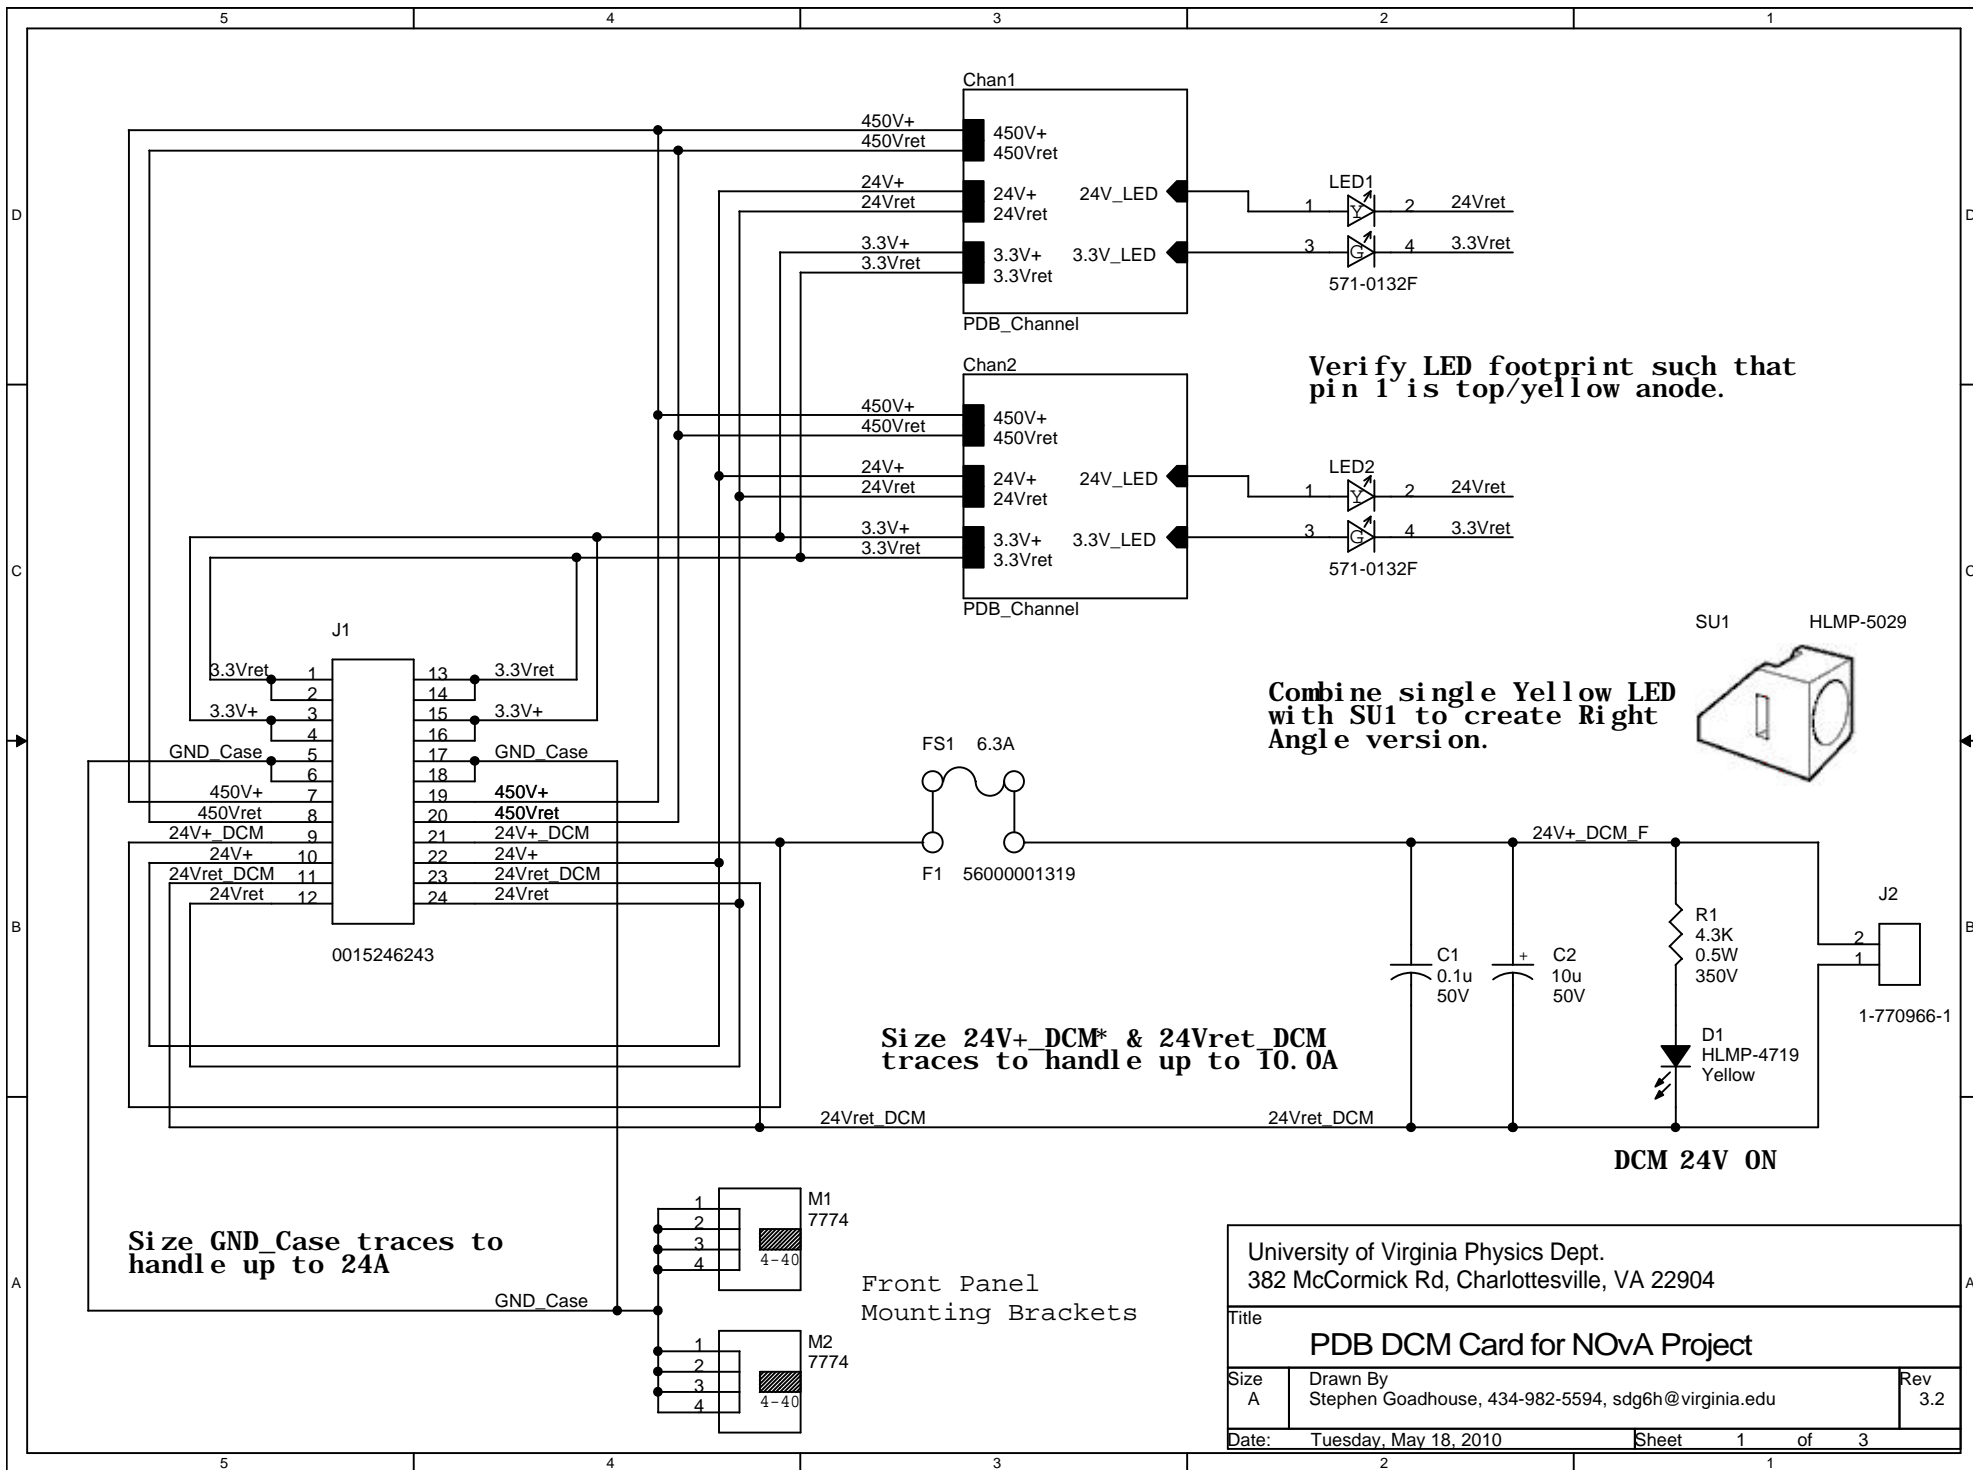 5 4 3 2 1
D D
C C
B B
A A
Chan1
450V+
450Vret
24V+
24Vret
3.3V+
3.3Vret
450V+
450Vret
24V+
24Vret
3.3V+
3.3Vret
24V_LED
3.3V_LED
PDB_Channel
LED1
1 Y 2 24Vret
3 G 4 3.3Vret
571-0132F
Verify LED footprint such that
pin 1 is top/yellow anode.
Chan2
450V+
450Vret
24V+
24Vret
3.3V+
3.3Vret
450V+
450Vret
24V+
24Vret
3.3V+
3.3Vret
24V_LED
3.3V_LED
PDB_Channel
LED2
1 Y 2 24Vret
3 G 4 3.3Vret
571-0132F
SU1 HLMP-5029
Combine single Yellow LED
with SU1 to create Right
Angle version.
J1
3.3Vret 1 13 3.3Vret
2 14
3.3V+ 3 15 3.3V+
4 16
GND_Case 5 17 GND_Case
6 18
450V+ 7 19 450V+
450Vret 8 20 450Vret
24V+_DCM 9 21 24V+_DCM
24V+ 10 22 24V+
24Vret_DCM 11 23 24Vret_DCM
24Vret 12 24 24Vret
0015246243
FS1 6.3A
F1 56000001319
24V+_DCM_F
C1
0.1u
50V
+ C2
10u
50V
R1
4.3K
0.5W
350V
D1
HLMP-4719
Yellow
J2
2
1
1-770966-1
Size 24V+_DCM* & 24Vret_DCM
traces to handle up to 10.0A
24Vret_DCM 24Vret_DCM
DCM 24V ON
Size GND_Case traces to
handle up to 24A
GND_Case
1
2
3
4
M1
7774
4-40
Front Panel
Mounting Brackets
1
2
3
4
M2
7774
4-40
University of Virginia Physics Dept.
382 McCormick Rd, Charlottesville, VA 22904
Title
PDB DCM Card for NOvA Project
Size
A
Drawn By
Stephen Goadhouse, 434-982-5594, sdg6h@virginia.edu
Rev
3.2
Date: Tuesday, May 18, 2010 Sheet 1 of 3
5 4 3 2 1